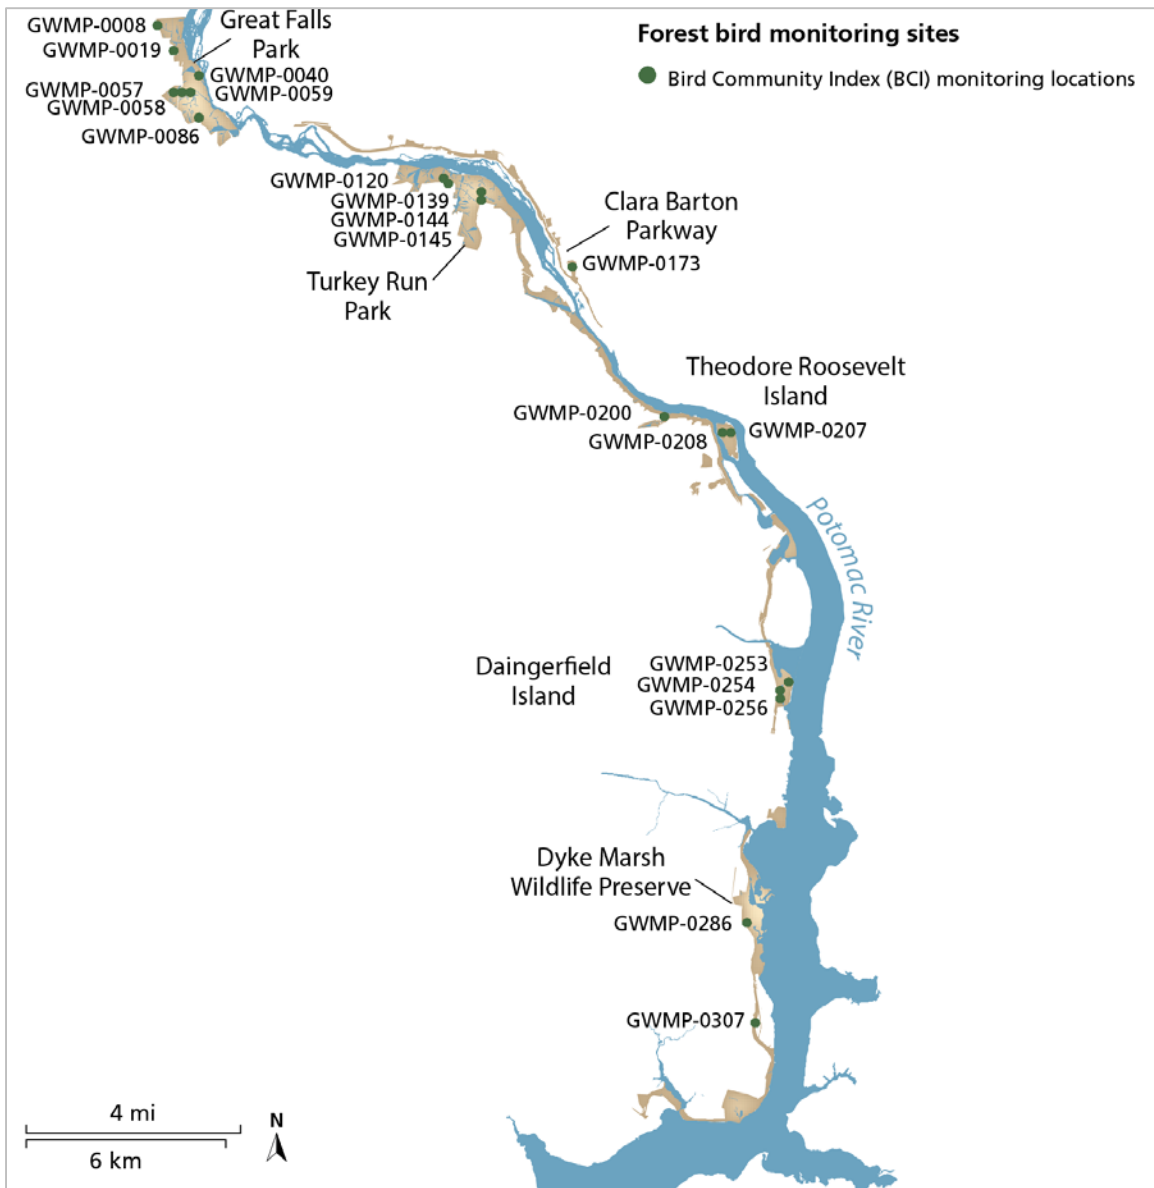 Forest bird monitoring sites
Bird Community Index (BCI) monitoring locations
GWMP-0008
Great Falls
Park
GWMP-0019
GWMP-0040
GWMP-0057
GWMP-0059
GWMP-0058
GWMP-0086
GWMP-0120
GWMP-0139
GWMP-0144
GWMP-0145
Turkey Run
Park
Clara Barton
Parkway
GWMP-0173
Theodore Roosevelt
Island
GWMP-0200
GWMP-0208
GWMP-0207
Potomac River
Daingerfield
Island
GWMP-0253
GWMP-0254
GWMP-0256
Dyke Marsh
Wildlife Preserve
GWMP-0286
GWMP-0307
4 mi
6 km
N